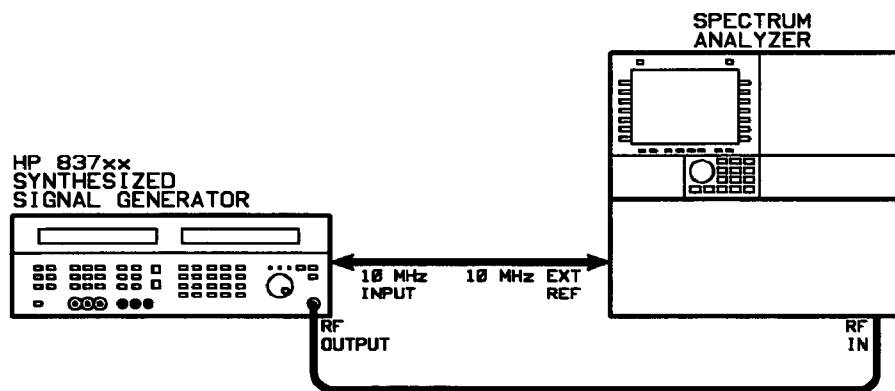 SPECTRUM
ANALYZER
HP 837xx
SYNTHESIZED
SIGNAL GENERATOR
10 MHz
INPUT
10 MHz EXT
REF
RF
OUTPUT
RF
IN